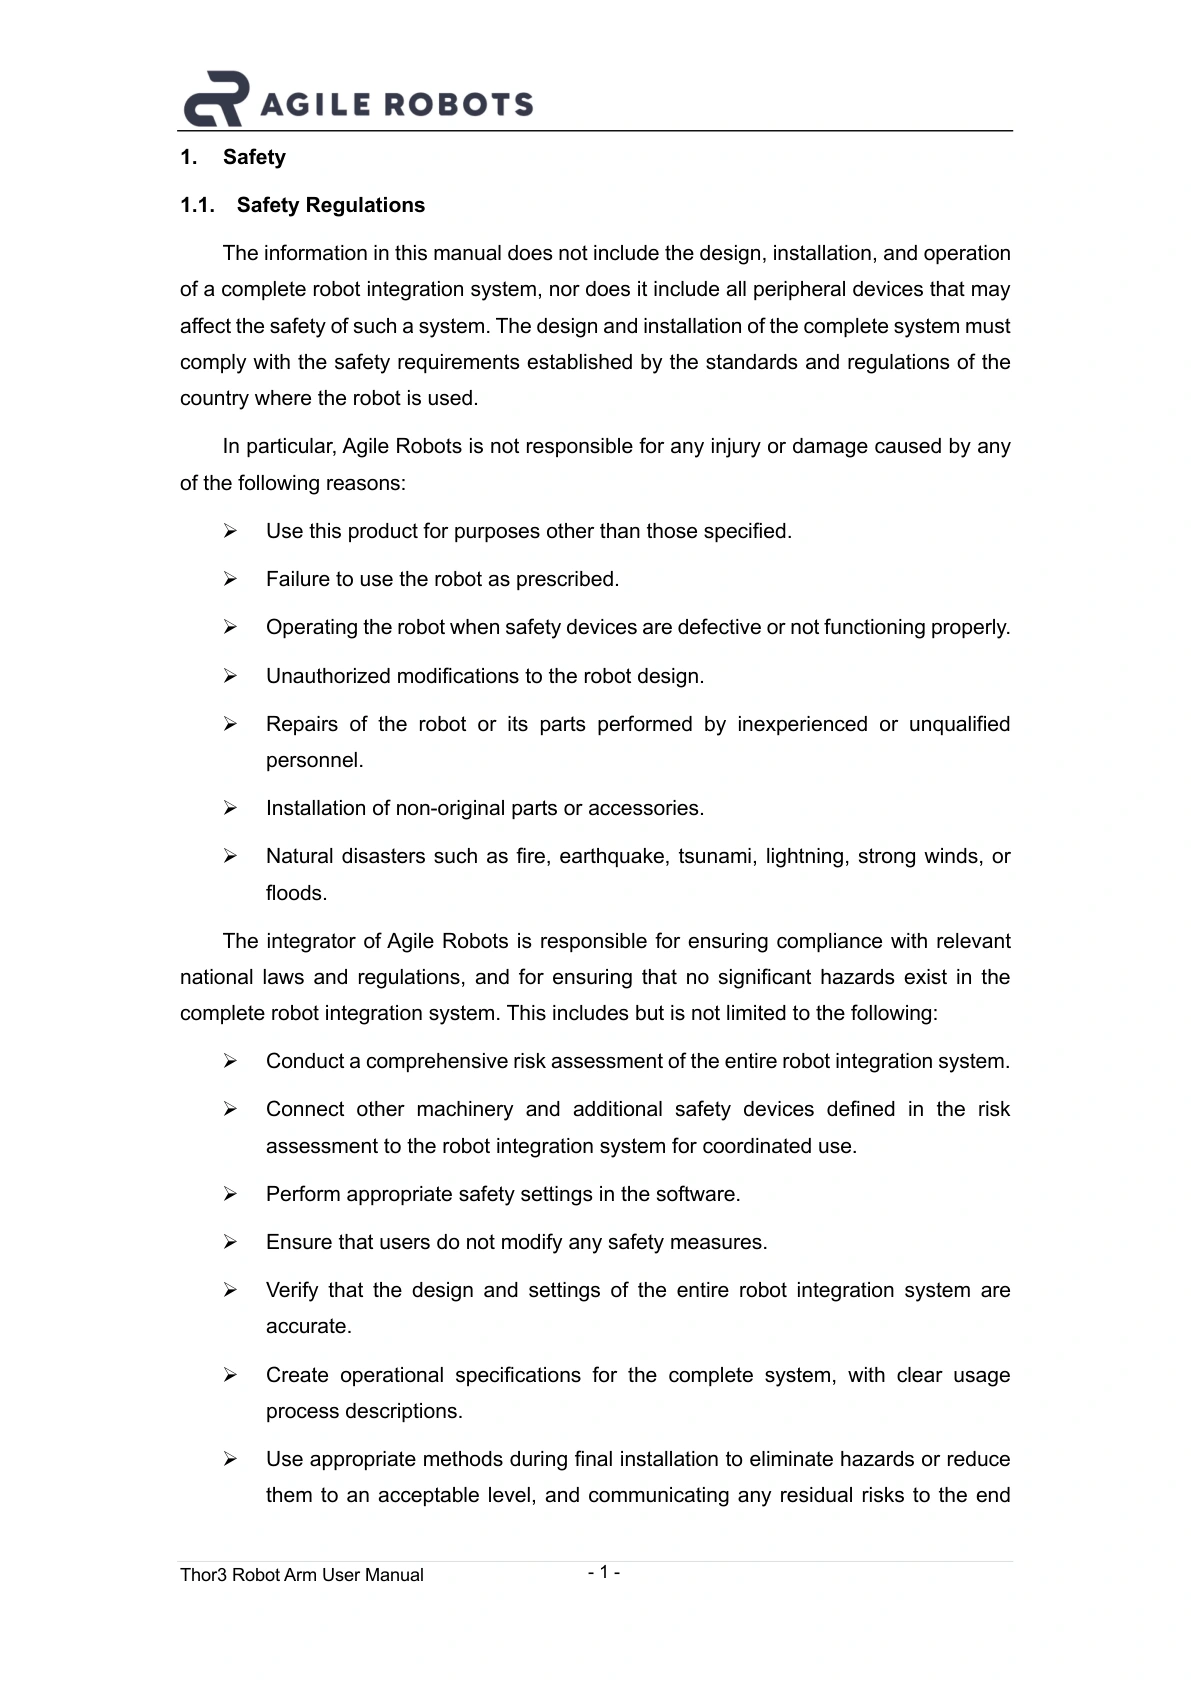 AGILE ROBOTS
1. Safety
1.1. Safety Regulations
The information in this manual does not include the design, installation, and operation
of a complete robot integration system, nor does it include all peripheral devices that may
affect the safety of such a system. The design and installation of the complete system must
comply with the safety requirements established by the standards and regulations of the
country where the robot is used.
In particular, Agile Robots is not responsible for any injury or damage caused by any
of the following reasons:
➢ Use this product for purposes other than those specified.
➢ Failure to use the robot as prescribed.
➢ Operating the robot when safety devices are defective or not functioning properly.
➢ Unauthorized modifications to the robot design.
➢ Repairs of the robot or its parts performed by inexperienced or unqualified
personnel.
➢ Installation of non-original parts or accessories.
➢ Natural disasters such as fire, earthquake, tsunami, lightning, strong winds, or
floods.
The integrator of Agile Robots is responsible for ensuring compliance with relevant
national laws and regulations, and for ensuring that no significant hazards exist in the
complete robot integration system. This includes but is not limited to the following:
➢ Conduct a comprehensive risk assessment of the entire robot integration system.
➢ Connect other machinery and additional safety devices defined in the risk
assessment to the robot integration system for coordinated use.
➢ Perform appropriate safety settings in the software.
➢ Ensure that users do not modify any safety measures.
➢ Verify that the design and settings of the entire robot integration system are
accurate.
➢ Create operational specifications for the complete system, with clear usage
process descriptions.
➢ Use appropriate methods during final installation to eliminate hazards or reduce
them to an acceptable level, and communicating any residual risks to the end
Thor3 Robot Arm User Manual - 1 -